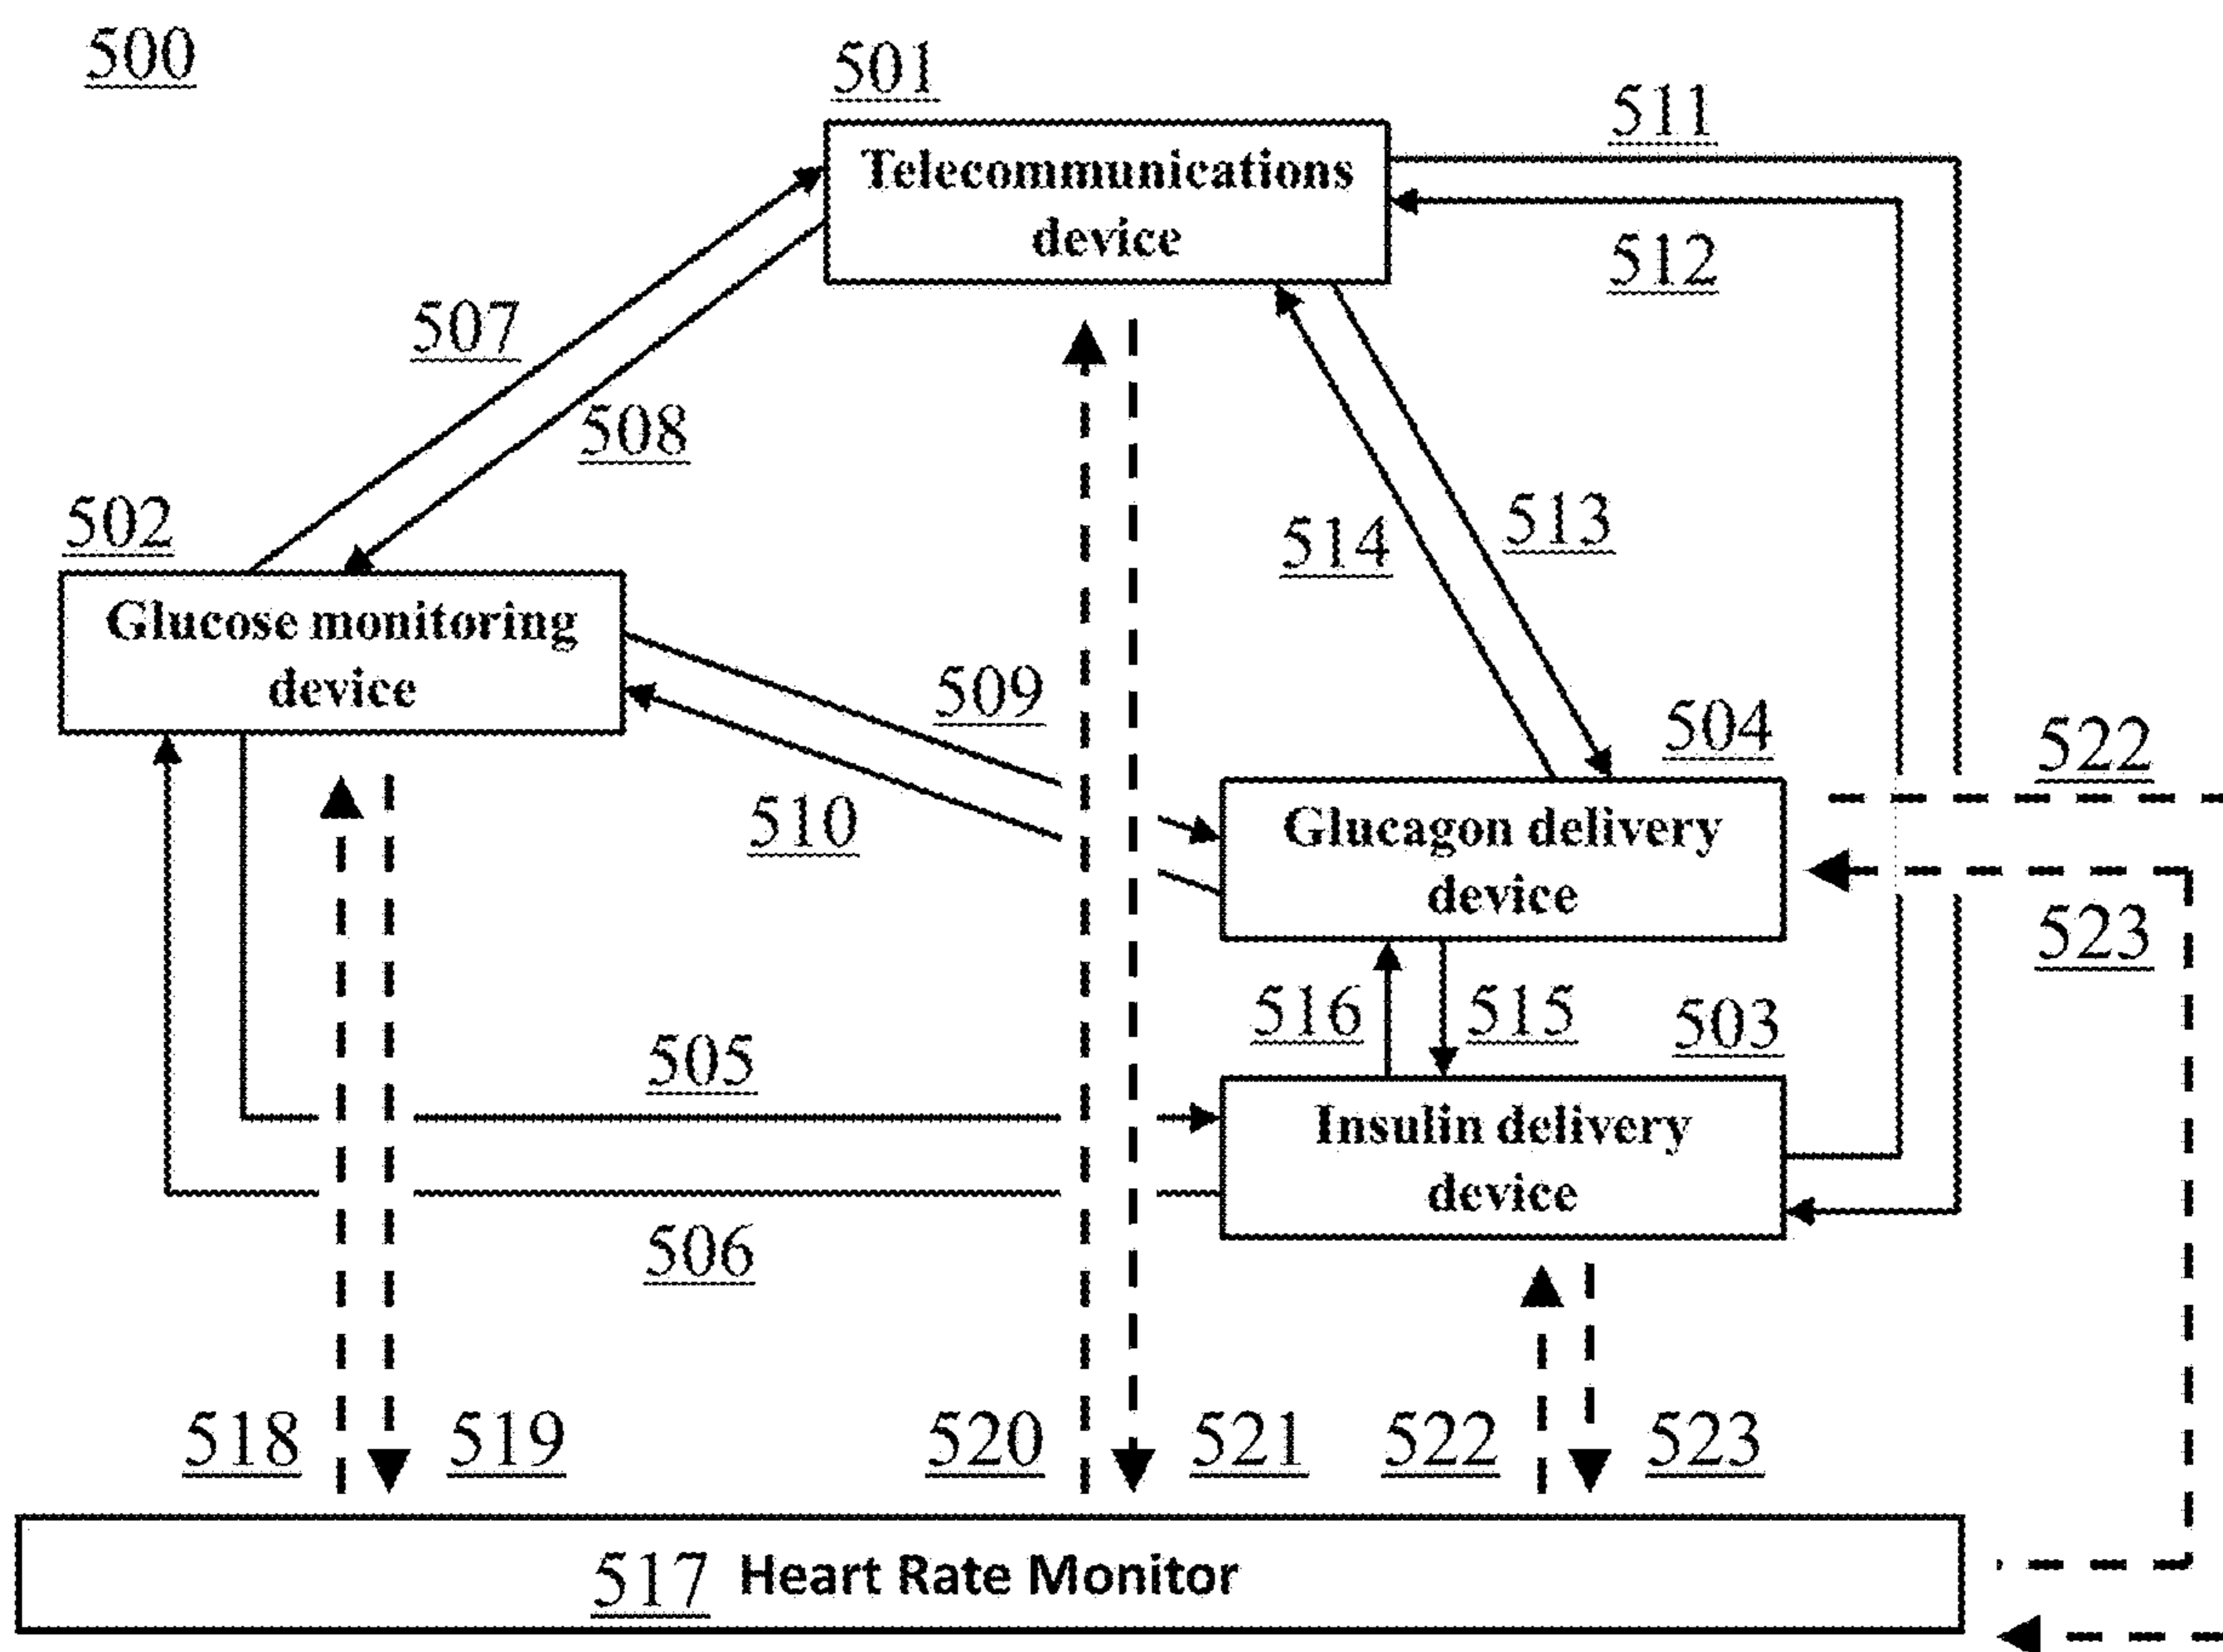 500
501
511
Telecommunications
device
512
507
508
502
513
514
Glucose monitoring
device
509
504
522
510
Glucagon delivery
device
523
516
515
503
505
Insulin delivery
device
506
518
519
520
521
522
523
517 Heart Rate Monitor